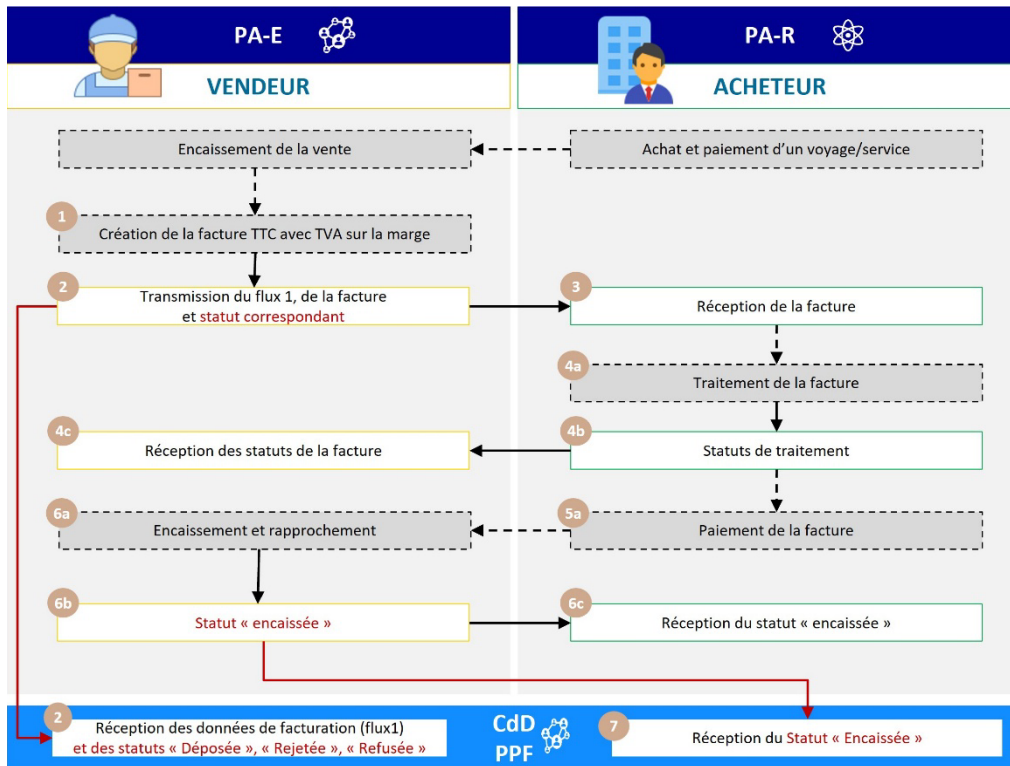 PA-E
PA-R
VENDEUR
ACHETEUR
Encaissement de la vente
Achat et paiement d’un voyage/service
1
Création de la facture TTC avec TVA sur la marge
2
Transmission du flux 1, de la facture
et statut correspondant
3
Réception de la facture
4a
Traitement de la facture
4c
Réception des statuts de la facture
4b
Statuts de traitement
6a
Encaissement et rapprochement
5a
Paiement de la facture
6b
Statut « encaissée »
6c
Réception du statut « encaissée »
2
Réception des données de facturation (flux1)
et des statuts « Déposée », « Rejetée », « Refusée »
CdD
PPF
7
Réception du Statut « Encaissée »